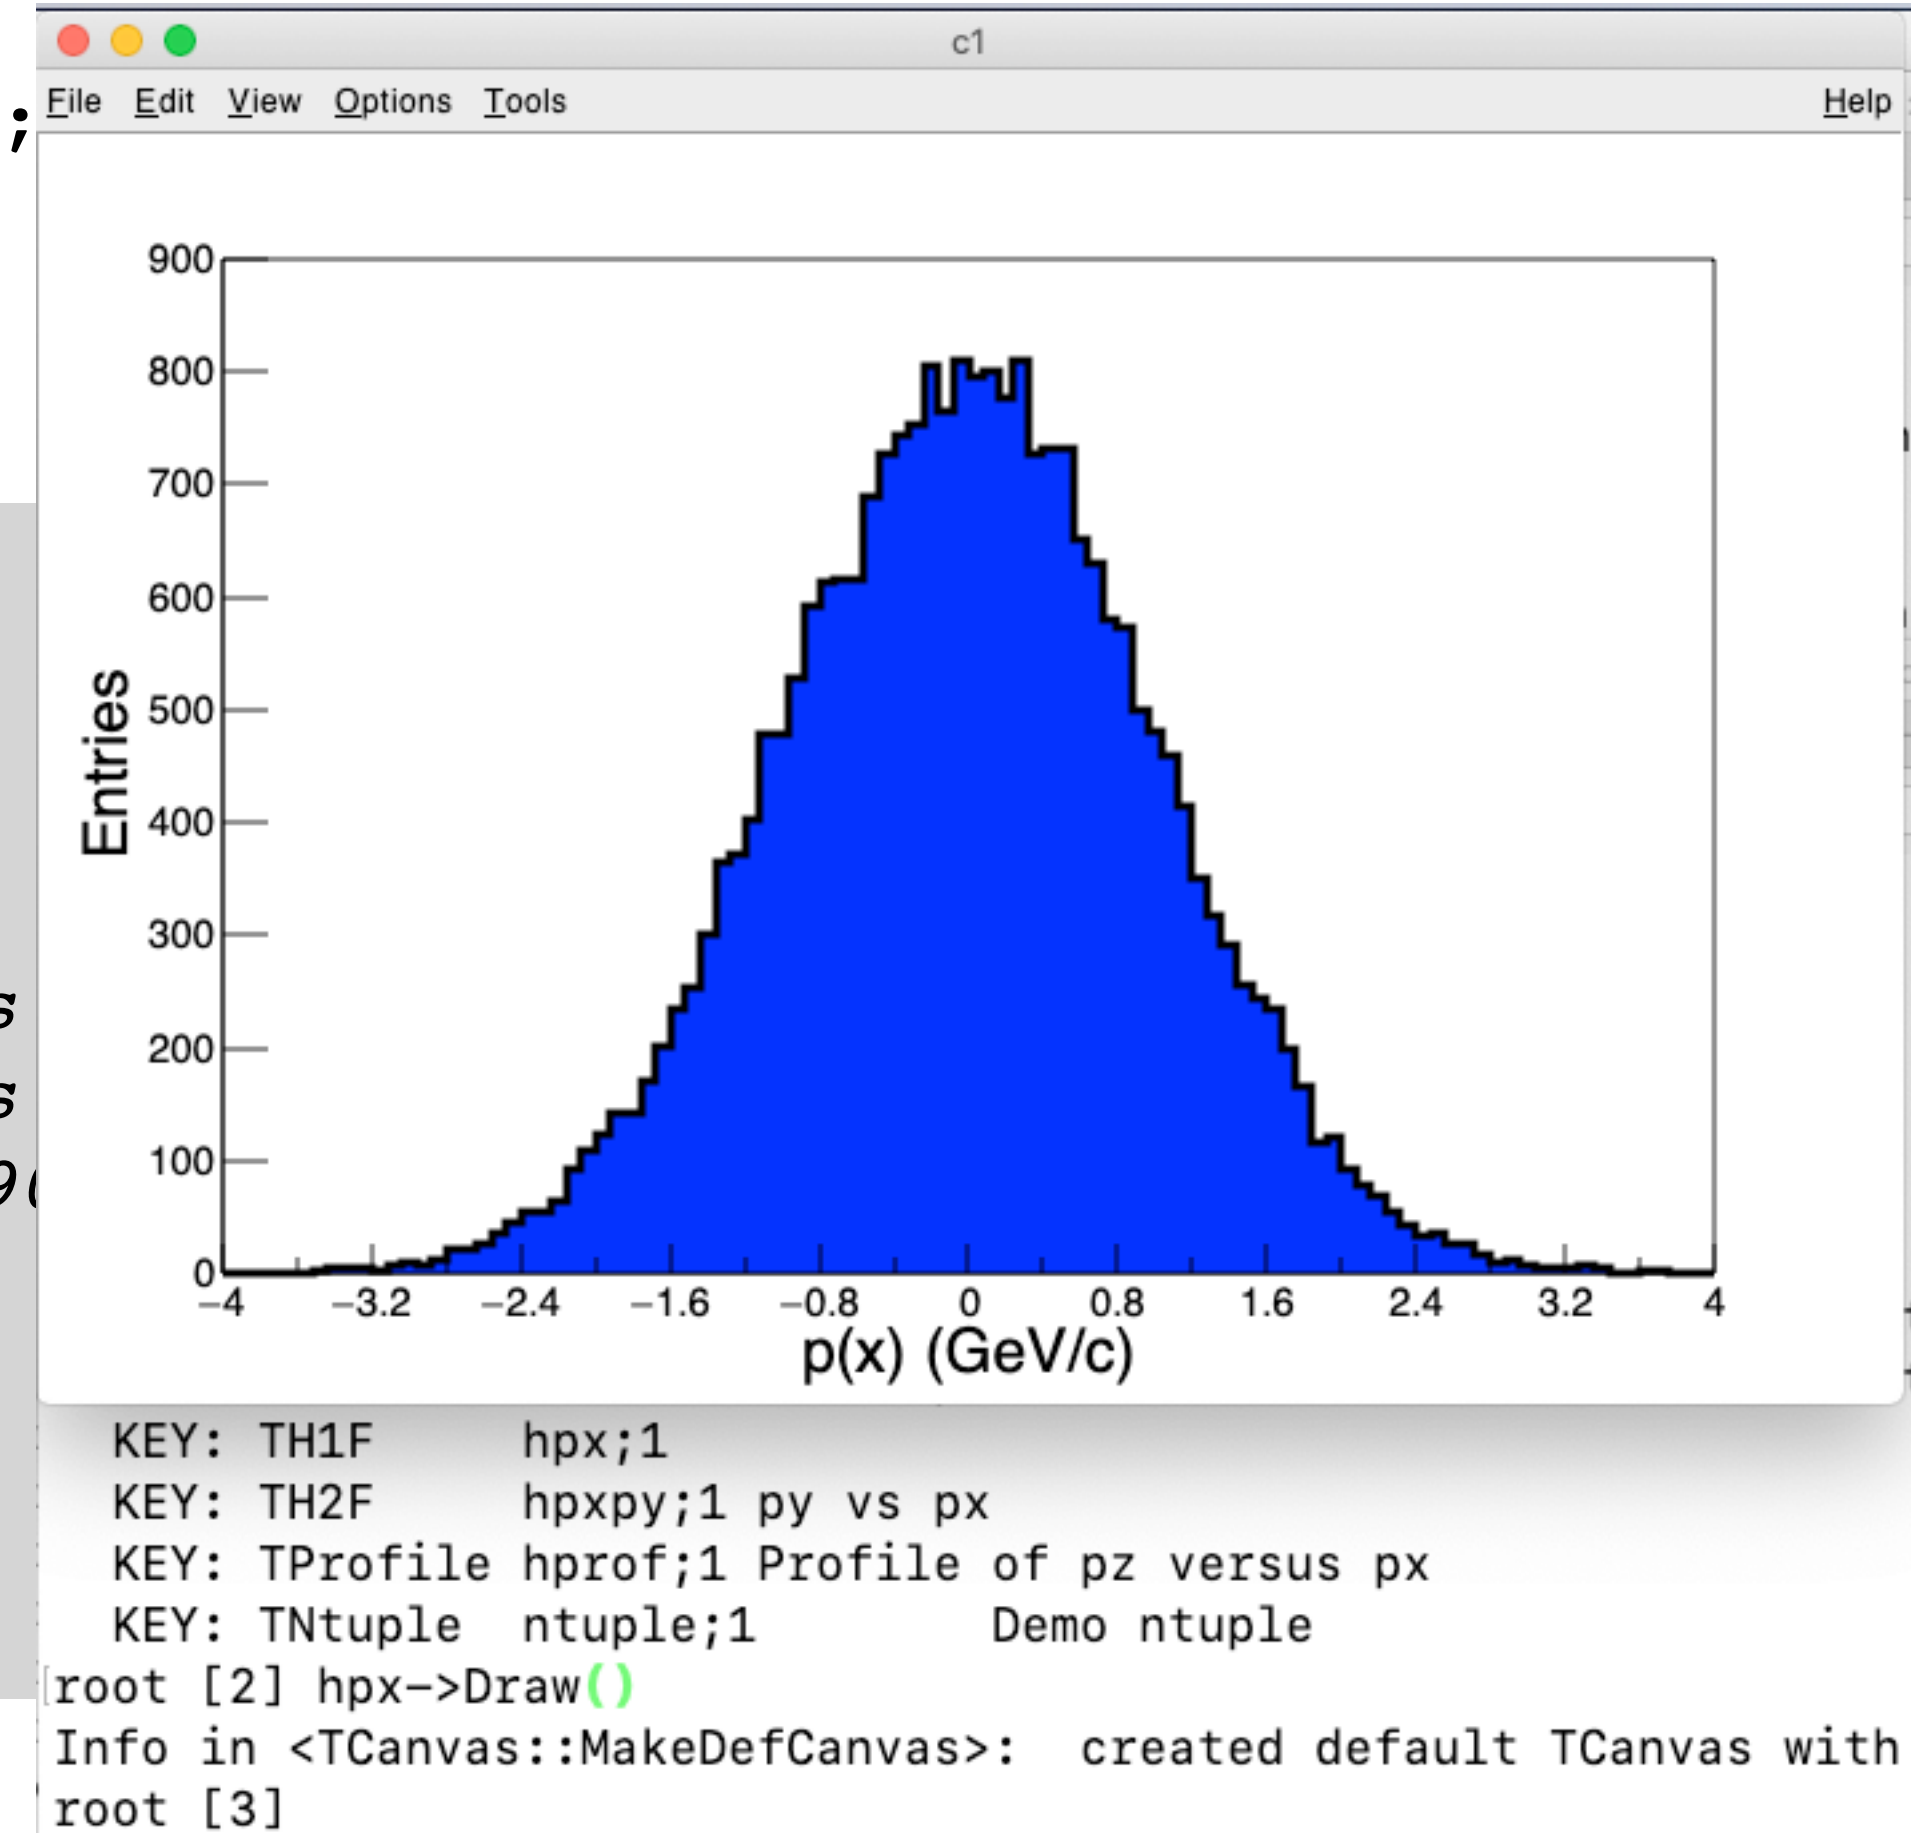 c1
File Edit View Options Tools Help
;
900
800
700
600
500
400
300
200
100
0
Entries
−4 −3.2 −2.4 −1.6 −0.8 0 0.8 1.6 2.4 3.2 4
p(x) (GeV/c)
s
s
KEY: TH1F hpx;1
KEY: TH2F hpxpy;1 py vs px
KEY: TProfile hprof;1 Profile of pz versus px
KEY: TNtuple ntuple;1 Demo ntuple
root [2] hpx->Draw()
Info in <TCanvas::MakeDefCanvas>: created default TCanvas with
root [3]